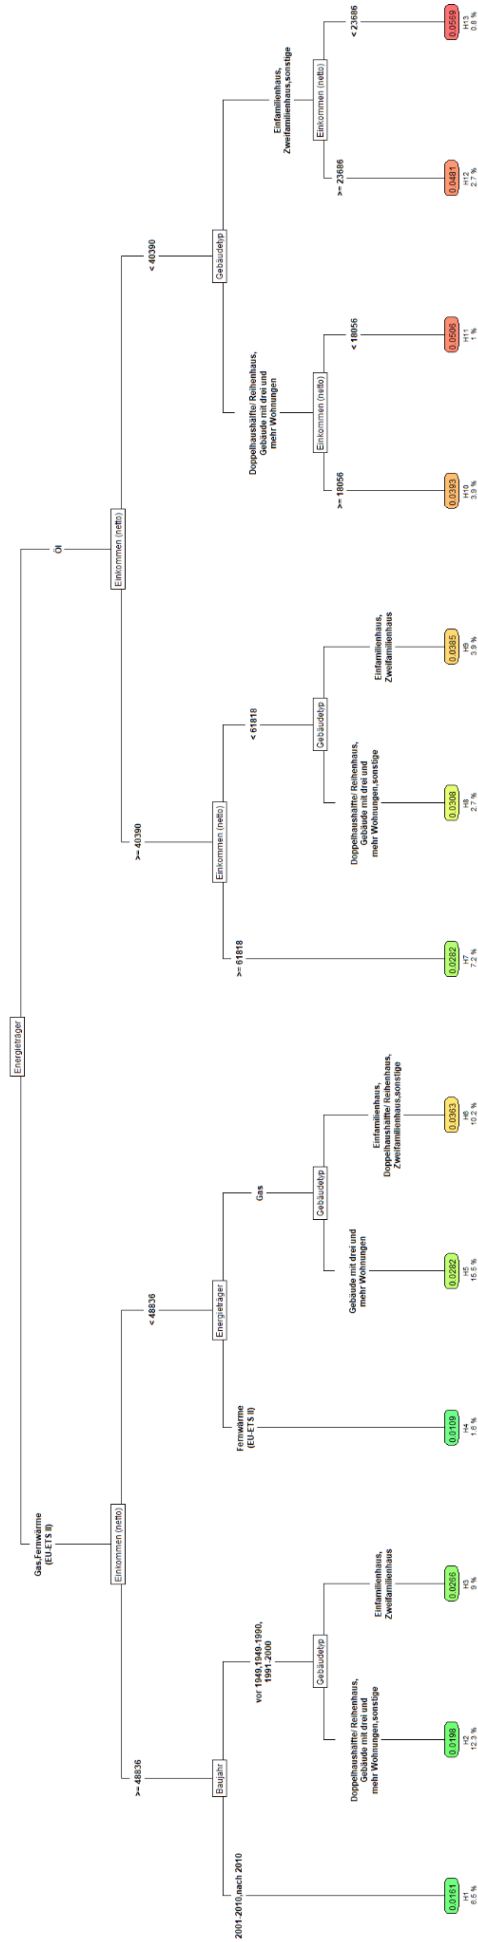 Energieträger
Gas,Fernwärme
(EU-ETS II)
Öl
Einkommen (netto)
Einkommen (netto)
>= 48836
< 48836
>= 40390
< 40390
Baujahr
Energieträger
Einkommen (netto)
Gebäudetyp
2001-2010,nach 2010
vor 1949,1949-1990,
1991-2000
Fernwärme
(EU-ETS II)
Gas
>= 61818
< 61818
Doppelhaushälfte/ Reihenhaus,
Gebäude mit drei und
mehr Wohnungen
Einfamilienhaus,
Zweifamilienhaus,sonstige
Gebäudetyp
Gebäudetyp
Gebäudetyp
Einkommen (netto)
Einkommen (netto)
Doppelhaushälfte/ Reihenhaus,
Gebäude mit drei und
mehr Wohnungen,sonstige
Einfamilienhaus,
Zweifamilienhaus
Gebäude mit drei und
mehr Wohnungen
Einfamilienhaus,
Doppelhaushälfte/ Reihenhaus,
Zweifamilienhaus,sonstige
Doppelhaushälfte/ Reihenhaus,
Gebäude mit drei und
mehr Wohnungen,sonstige
Einfamilienhaus,
Zweifamilienhaus
>= 18056
< 18056
>= 23686
< 23686
0.0161
0.0198
0.0266
0.0109
0.0282
0.0363
0.0282
0.0308
0.0385
0.0393
0.0506
0.0481
0.0569
H1
H2
H3
H4
H5
H6
H7
H8
H9
H10
H11
H12
H13
6.5 %
12.3 %
9 %
1.6 %
15.5 %
10.2 %
7.2 %
2.7 %
3.9 %
3.9 %
1 %
2.7 %
0.8 %